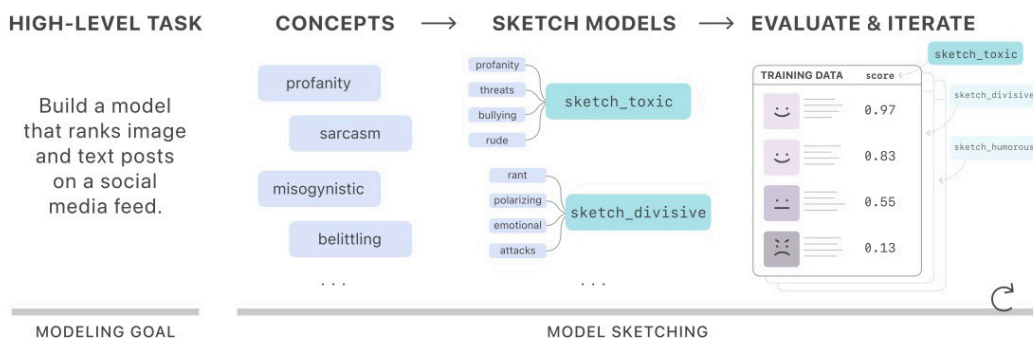 HIGH-LEVEL TASK
CONCEPTS → SKETCH MODELS → EVALUATE & ITERATE
Build a model
that ranks image
and text posts
on a social
media feed.
profanity
sarcasm
misogynistic
belittling
...
profanity
threats
bullying
rude
sketch_toxic
rant
polarizing
emotional
attacks
sketch_divisive
...
TRAINING DATA score
0.97
0.83
0.55
0.13
sketch_toxic
sketch_divisive
sketch_humorous
MODELING GOAL
MODEL SKETCHING